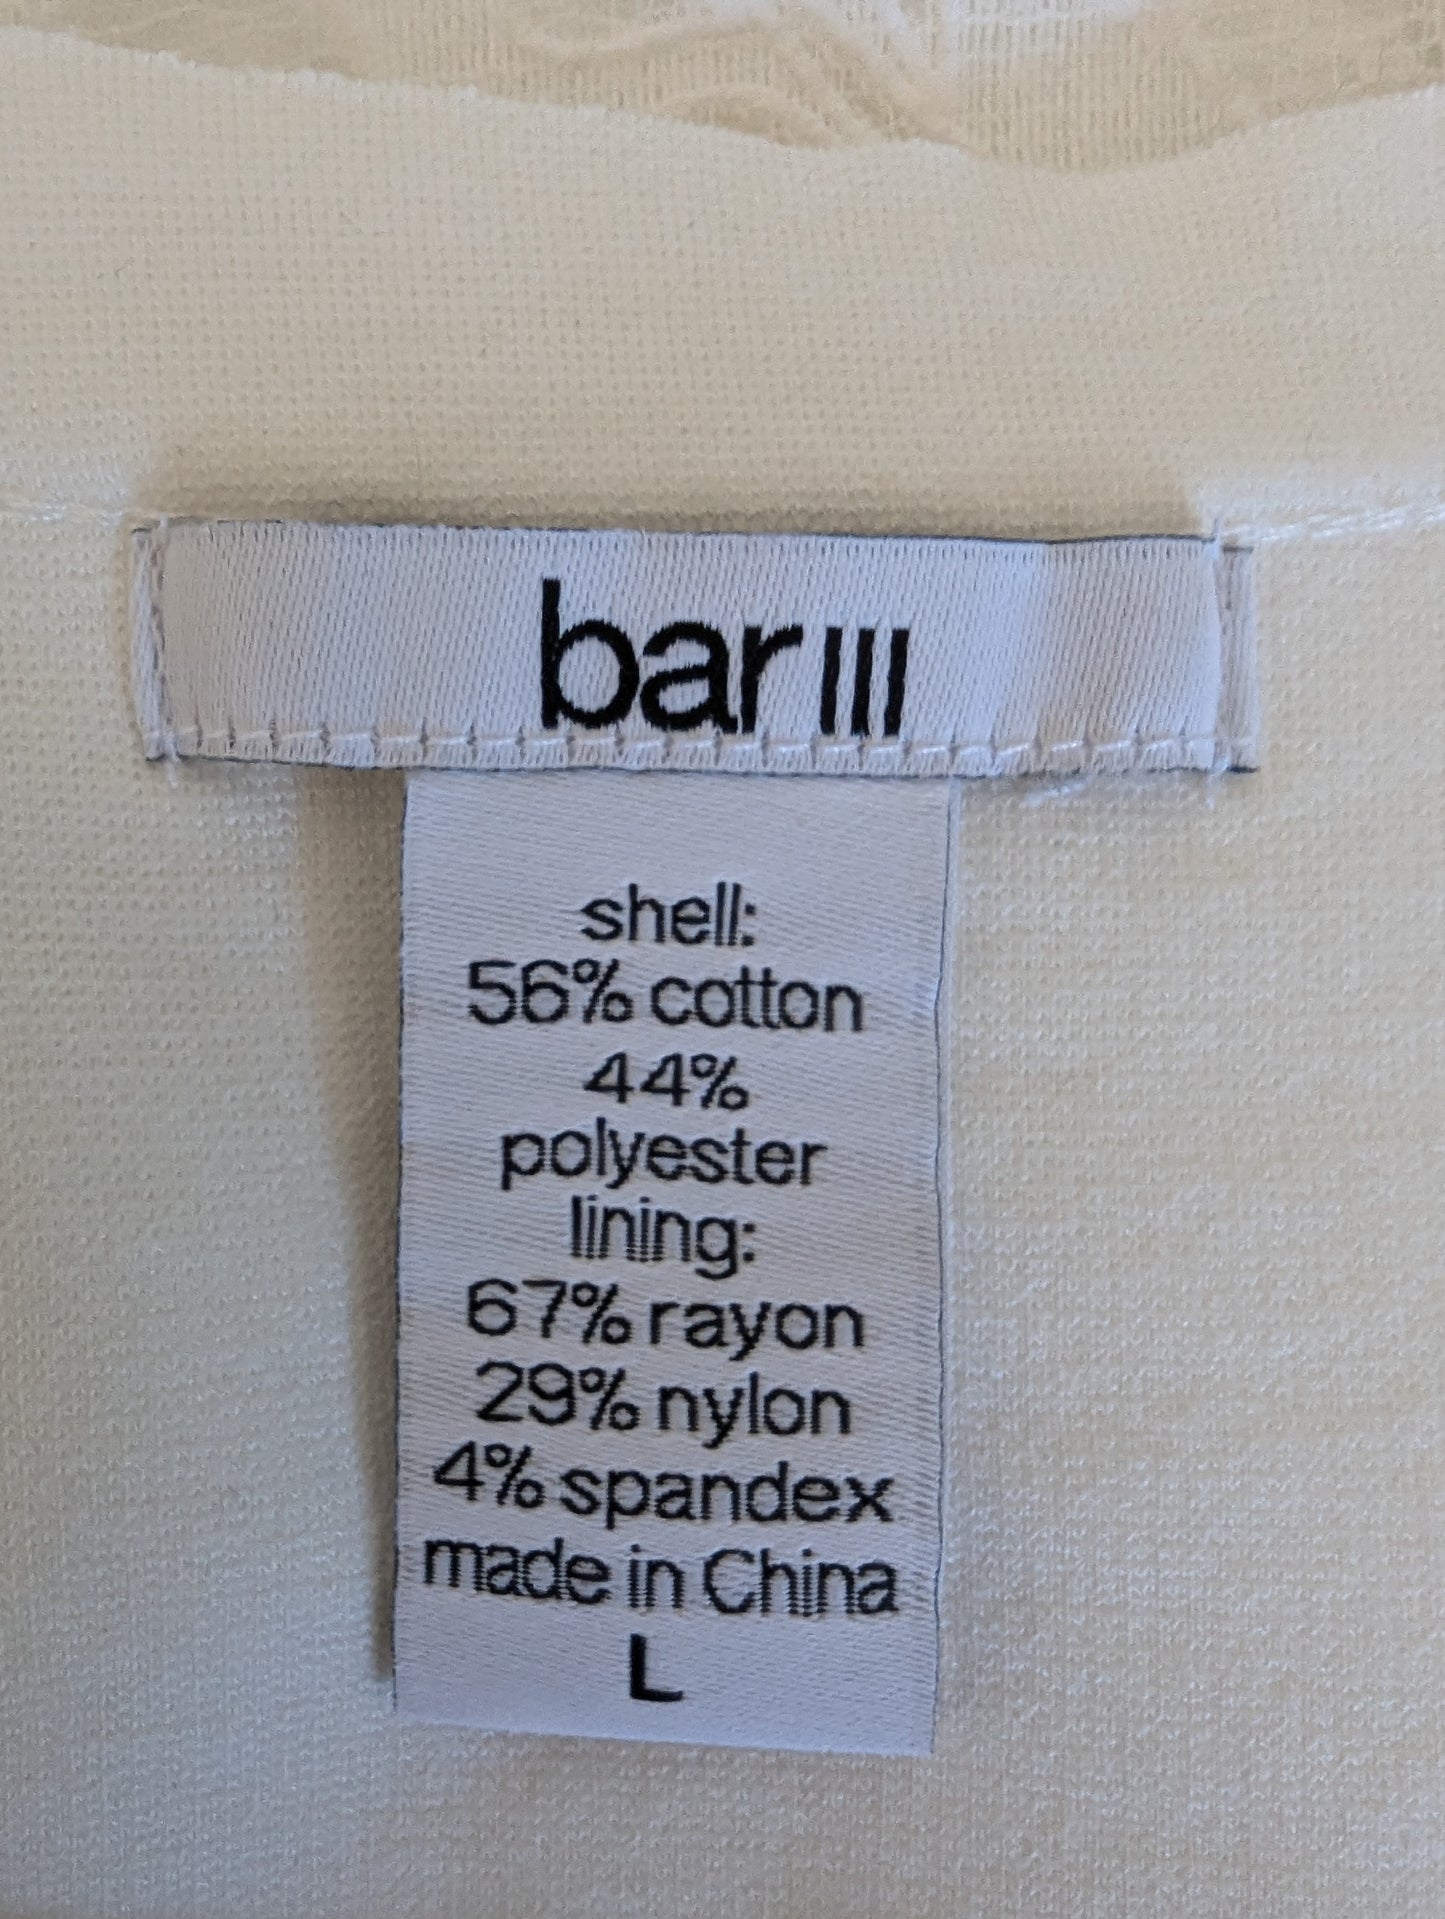 bar III
shell:
56% cotton
44%
polyester
lining:
67% rayon
29% nylon
4% spandex
made in China
L